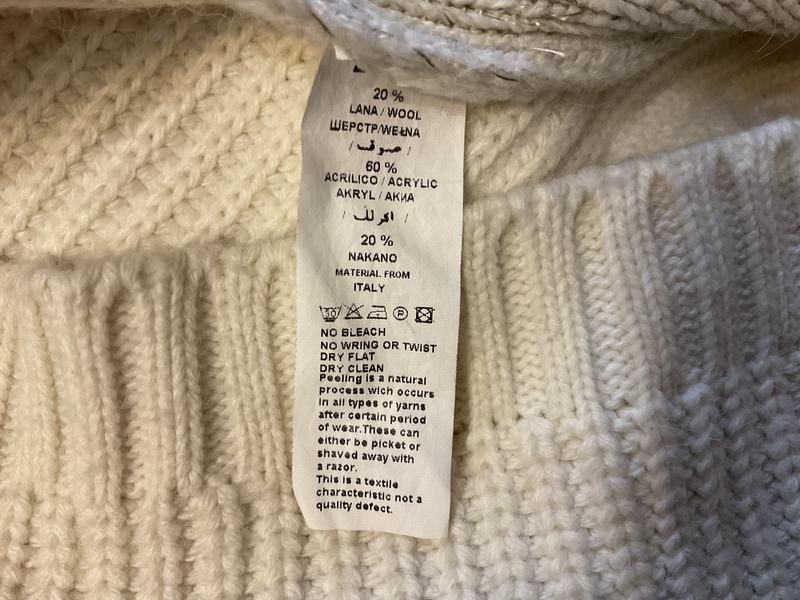 20 %
LANA / WOOL
ШЕРСТР/WEŁNA
/ صوف /
60 %
ACRILICO / ACRYLIC
AKRYL / АКИА
20 %
NAKANO
MATERIAL FROM
ITALY
30 P
NO BLEACH
NO WRING OR TWIST
DRY FLAT
DRY CLEAN
Peeling is a natural
process wich occurs
in all types of yarns
after certain period
of wear.These can
either be picket or
shaved away with
a razor.
This is a textile
characteristic not a
quality defect.